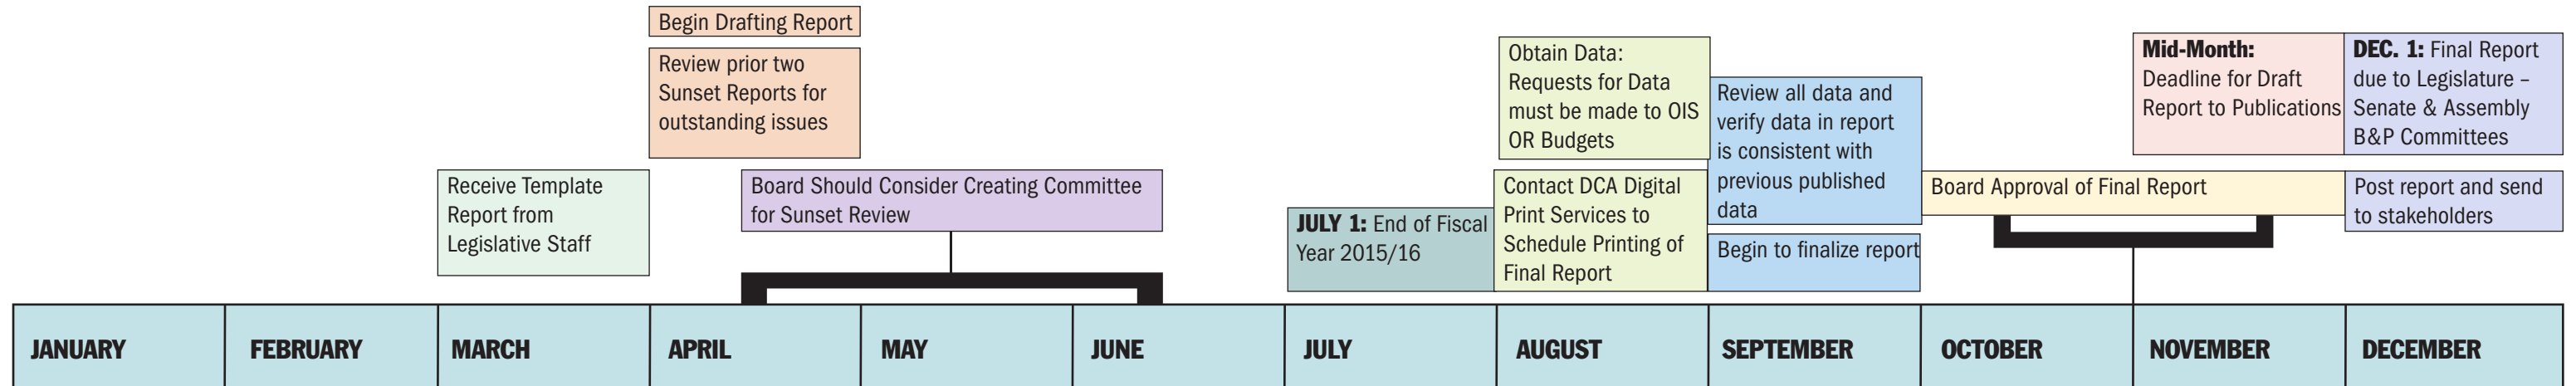 Begin Drafting Report
Review prior two
Sunset Reports for
outstanding issues
Receive Template
Report from
Legislative Staff
Board Should Consider Creating Committee
for Sunset Review
JULY 1: End of Fiscal
Year 2015/16
Obtain Data:
Requests for Data
must be made to OIS
OR Budgets
Contact DCA Digital
Print Services to
Schedule Printing of
Final Report
Review all data and
verify data in report
is consistent with
previous published
data
Begin to finalize report
Board Approval of Final Report
Mid-Month:
Deadline for Draft
Report to Publications
DEC. 1: Final Report
due to Legislature –
Senate & Assembly
B&P Committees
Post report and send
to stakeholders
JANUARY
FEBRUARY
MARCH
APRIL
MAY
JUNE
JULY
AUGUST
SEPTEMBER
OCTOBER
NOVEMBER
DECEMBER